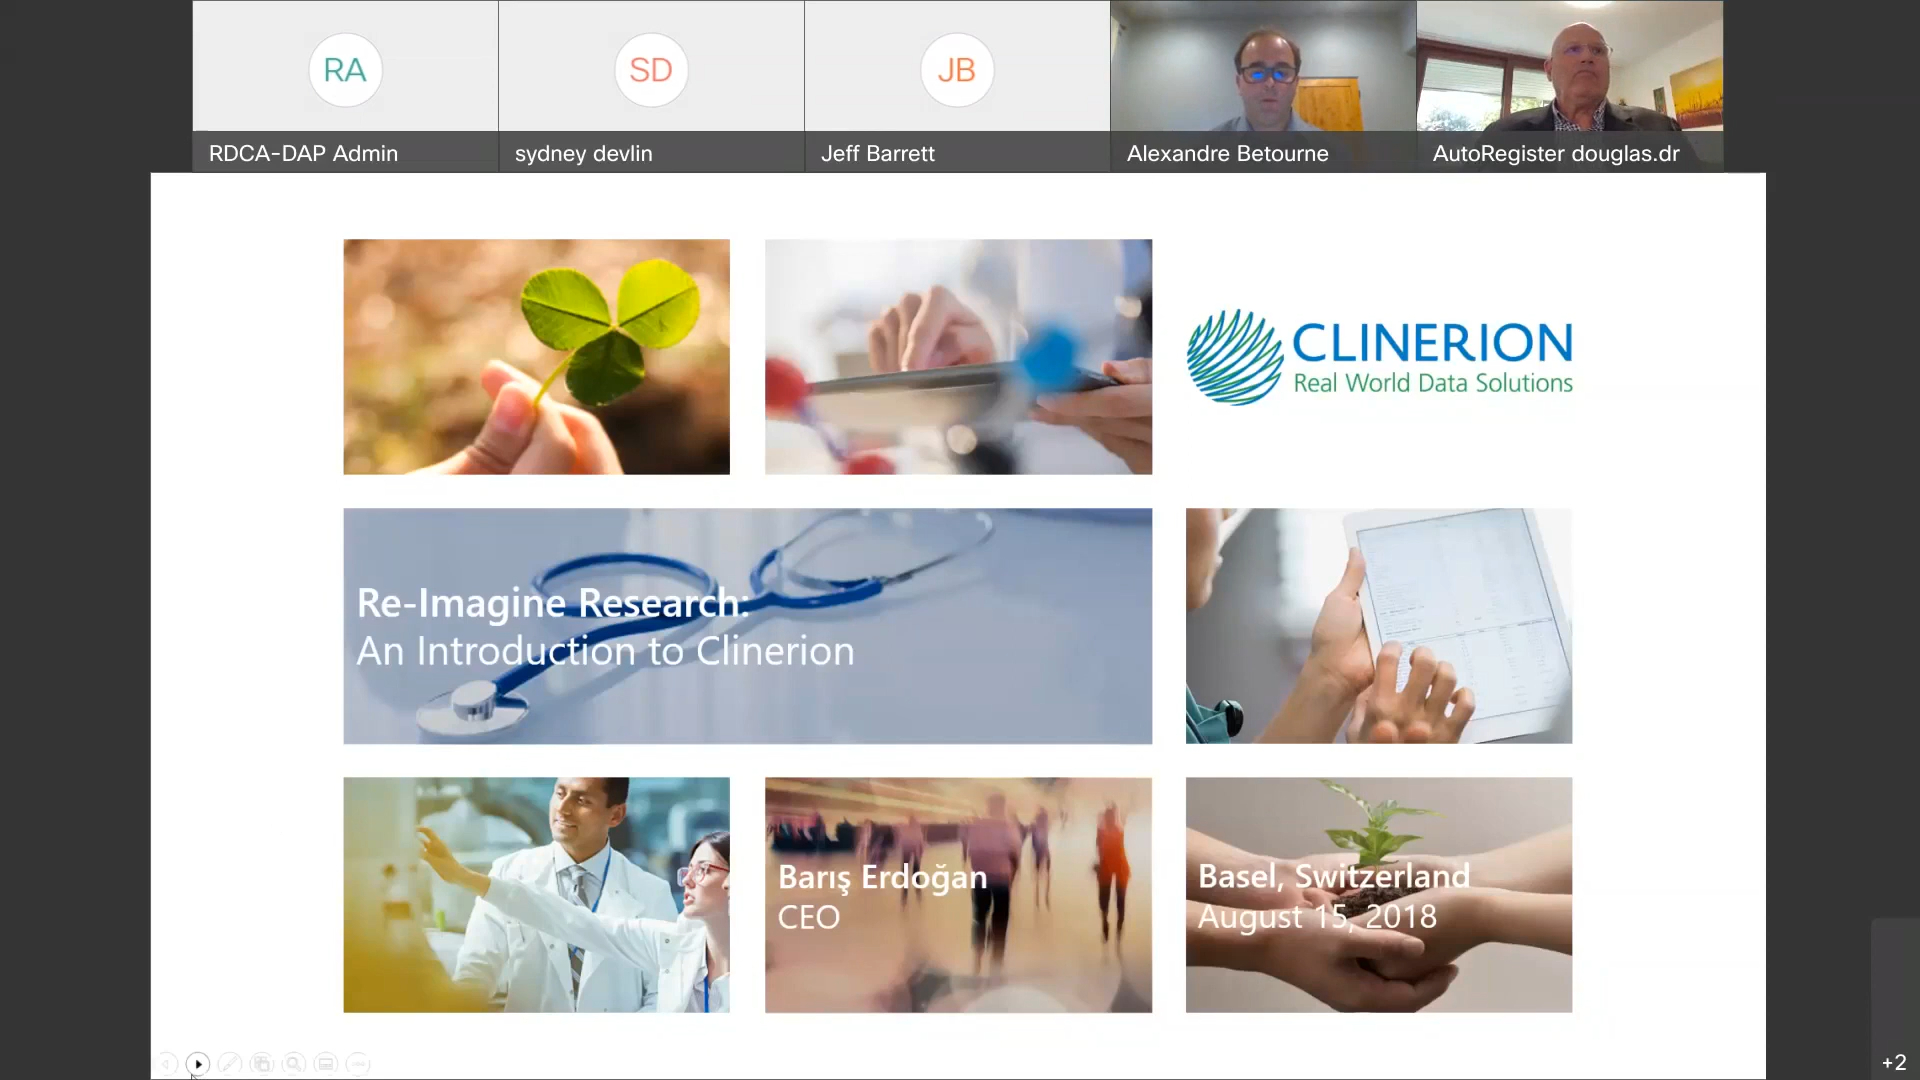 RA
SD
JB
RDCA-DAP Admin
sydney devlin
Jeff Barrett
Alexandre Betourne
AutoRegister douglas.dr
CLINERION
Real World Data Solutions
Re-Imagine Research:
An Introduction to Clinerion
Barış Erdoğan
CEO
Basel, Switzerland
August 15, 2018
+2